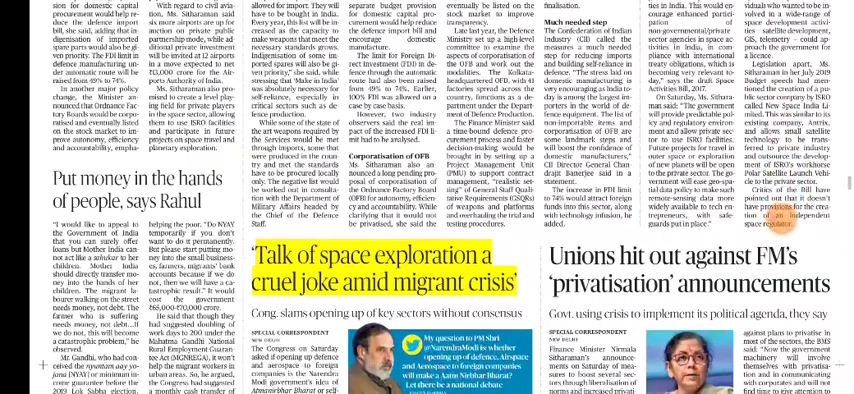 sion for domestic capital
procurement would help re-
duce the defence import
bill, she said, adding that in-
digenisation of imported
spare parts would also be gi-
ven priority. The FDI limit in
defence manufacturing un-
der automatic route will be
raised from 49% to 74%.
In another major policy
change, the Minister an-
nounced that Ordnance Fac-
tory Boards would be corpo-
ratised and eventually listed
on the stock market to im-
prove autonomy, efficiency
and accountability, empha-
With regard to civil avia-
tion, Ms. Sitharaman said
six more airports are up for
auction on private public
partnership mode, while ad-
ditional private investment
will be invited at 12 airports
in a move expected to net
₹13,000 crore for the Air-
ports Authority of India.
Ms. Sitharaman also pro-
mised to create a level play-
ing field for private players
in the space sector, allowing
them to use ISRO facilities
and participate in future
projects on space travel and
planetary exploration.
Put money in the hands
of people, says Rahul
"I would like to appeal to
the Government of India
that you can surely offer
loans but Mother India can-
not act like a sahukar to her
children. Mother India
should directly transfer mo-
ney into the hands of her
children. The migrant la-
bourer walking on the street
needs money, not debt. The
farmer who is suffering
needs money, not debt...If
we do not, this will become
a catastrophic problem," he
observed.
Mr. Gandhi, who had con-
ceived the nyuntam aay yo-
jana (NYAY) or minimum in-
come guarantee before the
2019 Lok Sabha election,
helping the poor. "Do NYAY
temporarily if you don't
want to do it permanently.
But please start putting mo-
ney into the small business-
es, farmers, migrants' bank
accounts because if we do
not, then we will have a ca-
tastrophic result." It would
cost the government
₹65,000-₹70,000 crore.
He said that though they
had suggested doubling of
work days to 200 under the
Mahatma Gandhi National
Rural Employment Guaran-
tee Act (MGNREGA), it won't
help the migrant workers in
urban areas. So, he argued,
the Congress had suggested
a monthly cash transfer of
allowed for import. They will
have to be bought in India.
Every year, this list will be in-
creased as the capacity to
make weapons that meet the
necessary standards grows.
Indigenisation of some im-
ported spares will also be gi-
ven priority," she said, while
stressing that 'Make in India'
was absolutely necessary for
self-reliance, especially in
critical sectors such as de-
fence production.
While some of the state of
the art weapons required by
the Services would be met
through imports, some that
were produced in the coun-
try and met the standards
have to be procured locally
only. The negative list would
be worked out in consulta-
tion with the Department of
Military Affairs headed by
the Chief of the Defence
Staff.
separate budget provision
for domestic capital pro-
curement would help reduce
the defence import bill and
encourage domestic
manufacture.
The limit for Foreign Di-
rect Investment (FDI) in de-
fence through the automatic
route had also been raised
from 49% to 74%. Earlier,
100% FDI was allowed on a
case by case basis.
However, two industry
observers said the real im-
pact of the increased FDI li-
mit had to be analysed.
Corporatisation of OFB
Ms. Sitharaman also an-
nounced a long pending pro-
posal of corporatisation of
the Ordnance Factory Board
(OFB) for autonomy, efficien-
cy and accountability. While
clarifying that it would not
be privatised, she said the
eventually be listed on the
stock market to improve
transparency.
Late last year, the Defence
Ministry set up a high-level
committee to examine the
aspects of corporatisation of
the OFB and work out the
modalities. The Kolkata-
headquartered OFB, with 41
factories spread across the
country, functions as a de-
partment under the Depart-
ment of Defence Production.
The Finance Minister said
a time-bound defence pro-
curement process and faster
decision-making would be
brought in by setting up a
Project Management Unit
(PMU) to support contract
management, "realistic set-
ting" of General Staff Quali-
tative Requirements (GSQRs)
of weapons and platforms
and overhauling the trial and
testing procedures.
finalisation.
Much needed step
The Confederation of Indian
Industry (CII) called the
measures a much needed
step for reducing imports
and building self-reliance in
defence. "The stress laid on
domestic manufacturing is
very encouraging as India to-
day is among the largest im-
porters in the world of de-
fence equipment. The list of
non-importable items and
corporatisation of OFB are
some landmark steps and
will boost the confidence of
domestic manufactures,"
CII Director General Chan-
drajit Banerjee said in a
statement.
The increase in FDI limit
to 74% would attract foreign
funds into this sector, along
with technology infusion, he
added.
ties in India. This would en-
courage enhanced partici-
pation of
non-governmental/private
sector agencies in space ac-
tivities in India, in com-
pliance with international
treaty obligations, which is
becoming very relevant to-
day," says the draft Space
Activities Bill, 2017.
On Saturday, Ms. Sithara-
man said: "The government
will provide predictable pol-
icy and regulatory environ-
ment and allow private sec-
tor to use ISRO facilities.
Future projects for travel in
outer space or exploration
of new planets will be open
to the private sector. The go-
vernment will ease geo-spa-
tial data policy to make such
remote-sensing data more
widely available to tech en-
trepreneurs, with safe-
guards put in place."
viduals who wanted to be in-
volved in a wide-range of
space development activi-
ties – satellite development,
GIS, telemetry – could ap-
proach the government for
a licence.
Legislation apart, Ms.
Sitharaman in her July 2019
Budget speech had men-
tioned the creation of a pu-
blic sector company by ISRO
called New Space India Li-
mited. This was similar to its
existing company, Antrix,
and allows small satellite
technology to be trans-
ferred to private industry
and outsource the develop-
ment of ISRO's workhorse
Polar Satellite Launch Vehi-
cle to the private sector.
Critics of the Bill have
pointed out that it doesn't
have provisions for the crea-
tion of an independent
space regulator.
'Talk of space exploration a
cruel joke amid migrant crisis'
Cong. slams opening up of key sectors without consensus
SPECIAL CORRESPONDENT
NEW DELHI
The Congress on Saturday
asked if opening up defence
and aerospace to foreign
companies is the Narendra
Modi government's idea of
Atmanirbhar Bharat or self-
My question to PM Shri
@NarendraModi is whether
opening up of defence, Airspace
and Aerospace to foreign companies
will make a Aatm Nirbhar Bharat?
Let there be a national debate
Unions hit out against FM's
'privatisation' announcements
Govt. using crisis to implement its political agenda, they say
SPECIAL CORRESPONDENT
NEW DELHI
Finance Minister Nirmala
Sitharaman's announce-
ments on Saturday of mea-
sures to boost several sec-
tors through liberalisation of
norms and increased privati-
against plans to privatise in
most of the sectors, the BMS
said: "Now the government
machinery will involve
themselves with privatisa-
tion and in communicating
with corporates and will not
find time to give attention to